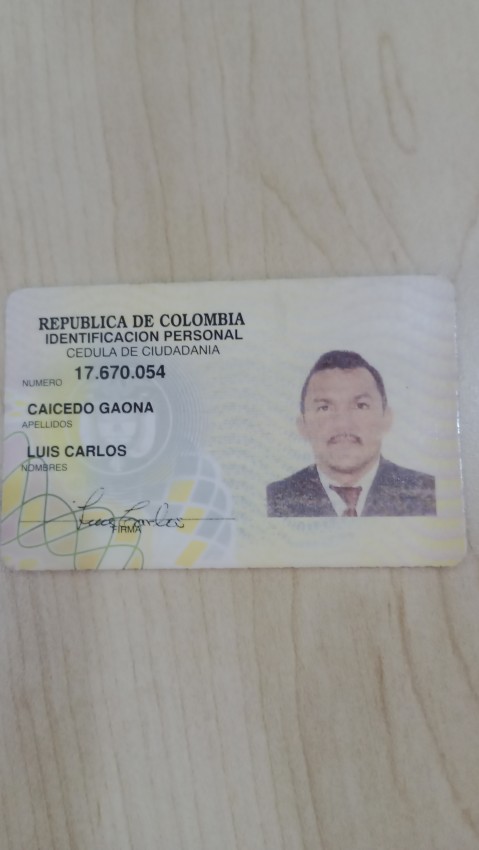 REPUBLICA DE COLOMBIA
IDENTIFICACION PERSONAL
CEDULA DE CIUDADANIA
NUMERO 17.670.054
CAICEDO GAONA
APELLIDOS
LUIS CARLOS
NOMBRES
Luis Carlos
FIRMA